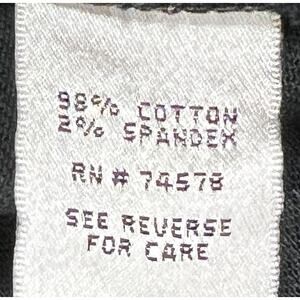 98% COTTON
2% SPANDEX
RN # 74578
SEE REVERSE
FOR CARE